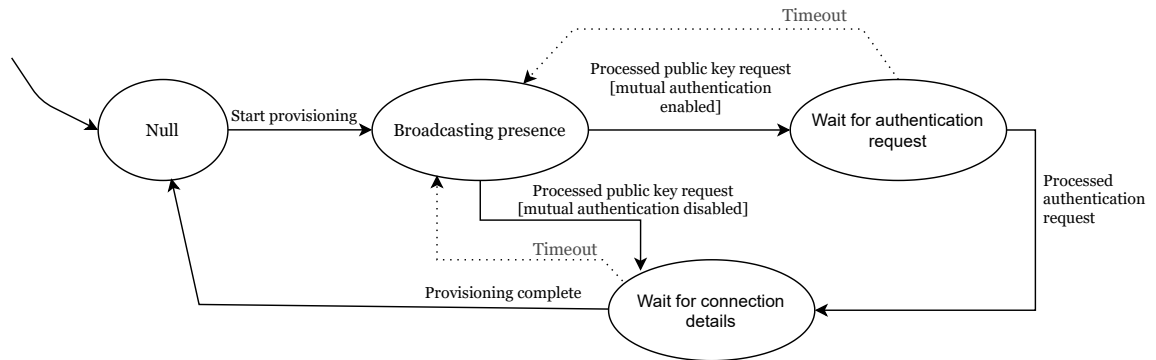 Timeout
Processed public key request
[mutual authentication
enabled]
Null
Start provisioning
Broadcasting presence
Wait for authentication
request
Processed
authentication
request
Processed public key request
[mutual authentication disabled]
Timeout
Provisioning complete
Wait for connection
details